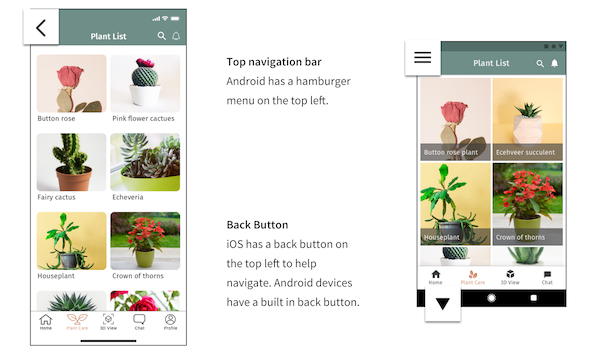 Plant List
Button rose
Pink flower cactues
Fairy cactus
Echeveria
Houseplant
Crown of thorns
Home
Plant Care
3D View
Chat
Profile
Top navigation bar
Android has a hamburger
menu on the top left.
Back Button
iOS has a back button on
the top left to help
navigate. Android devices
have a built in back button.
Plant List
Button rose plant
Ecehveer succulent
Houseplant
Crown of thorns
Home
Plant Care
3D View
Chat